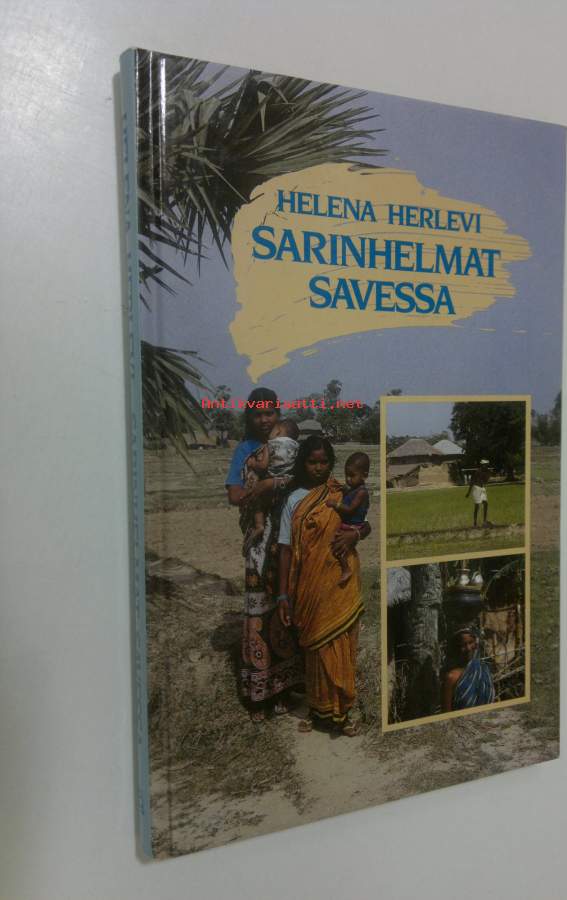 HELENA HERLEVI
SARINHELMAT
SAVESSA
Antikvariaatti.net